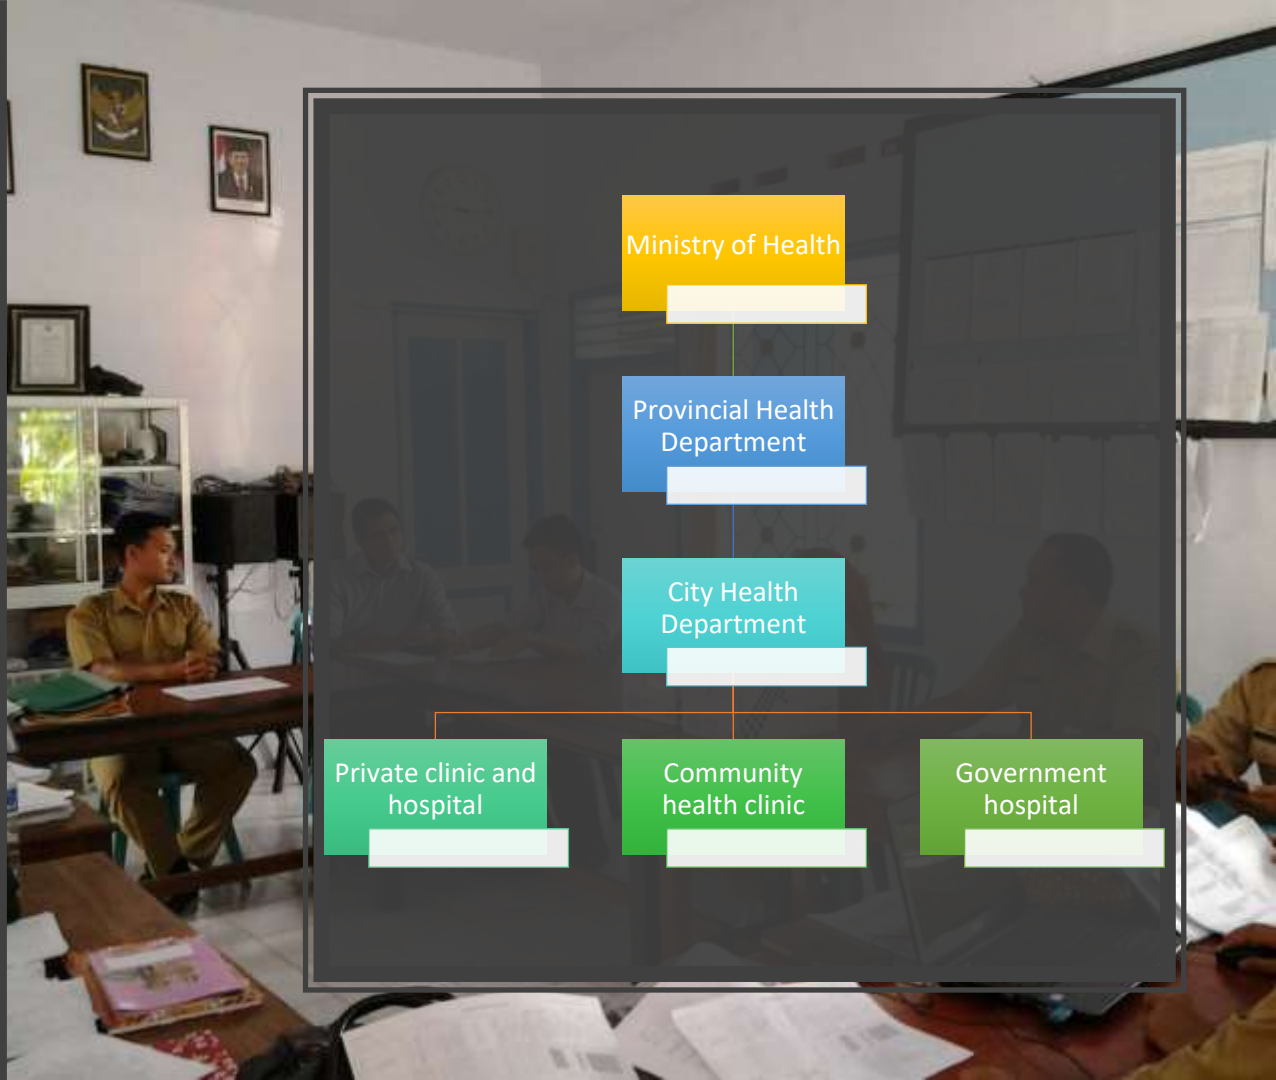 Ministry of Health
Provincial Health
Department
City Health
Department
Private clinic and
hospital
Community
health clinic
Government
hospital